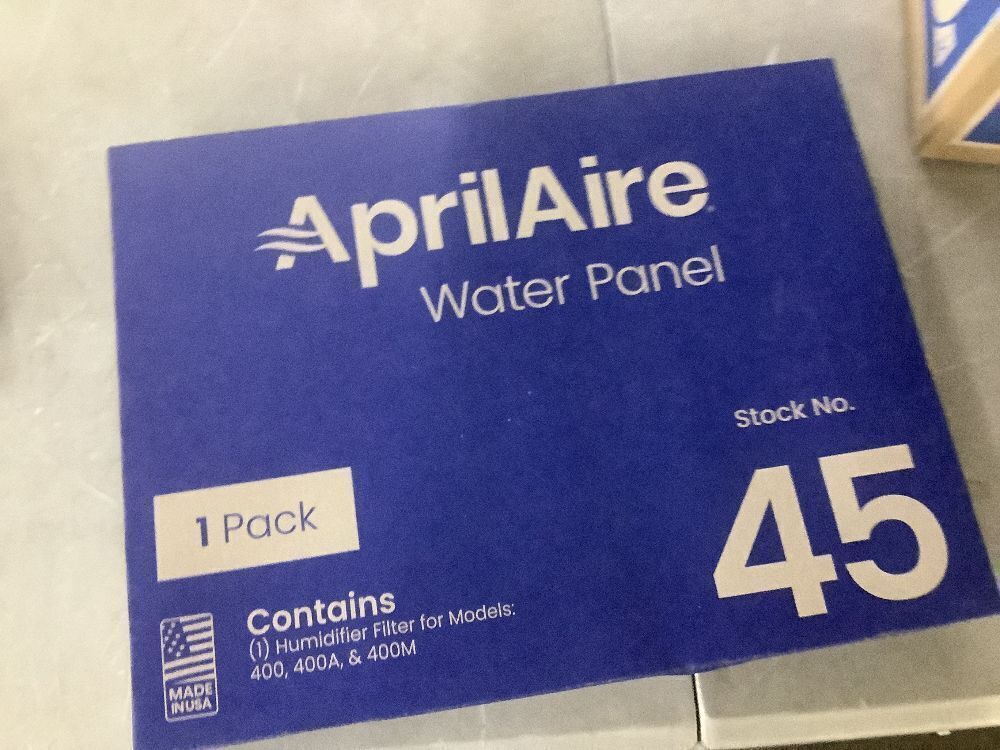 AprilAire
Water Panel
Stock No.
45
1 Pack
Contains
(1) Humidifier Filter for Models:
400, 400A, & 400M
MADE
IN USA